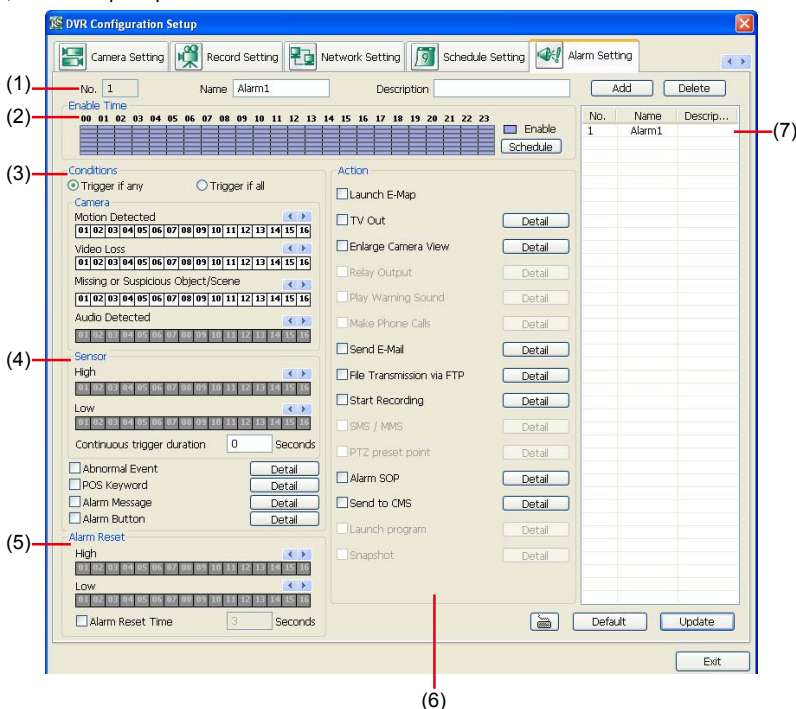 DVR Configuration Setup
Camera Setting Record Setting Network Setting Schedule Setting Alarm Setting
(1) No. 1 Name Alarm1 Description Add Delete
Enable Time
(2) 00 01 02 03 04 05 06 07 08 09 10 11 12 13 14 15 16 17 18 19 20 21 22 23
Enable
Schedule
No. Name Descrip...
1 Alarm1 (7)
(3) Conditions
Trigger if any Trigger if all
Camera
Motion Detected
01 02 03 04 05 06 07 08 09 10 11 12 13 14 15 16
Video Loss
01 02 03 04 05 06 07 08 09 10 11 12 13 14 15 16
Missing or Suspicious Object/Scene
01 02 03 04 05 06 07 08 09 10 11 12 13 14 15 16
Audio Detected
01 02 03 04 05 06 07 08 09 10 11 12 13 14 15 16
(4) Sensor
High
01 02 03 04 05 06 07 08 09 10 11 12 13 14 15 16
Low
01 02 03 04 05 06 07 08 09 10 11 12 13 14 15 16
Continuous trigger duration 0 Seconds
Abnormal Event Detail
POS Keyword Detail
Alarm Message Detail
Alarm Button Detail
(5) Alarm Reset
High
01 02 03 04 05 06 07 08 09 10 11 12 13 14 15 16
Low
01 02 03 04 05 06 07 08 09 10 11 12 13 14 15 16
Alarm Reset Time 3 Seconds
Action
Launch E-Map
TV Out Detail
Enlarge Camera View Detail
Relay Output Detail
Play Warning Sound Detail
Make Phone Calls Detail
Send E-Mail Detail
File Transmission via FTP Detail
Start Recording Detail
SMS / MMS Detail
PTZ preset point Detail
Alarm SOP Detail
Send to CMS Detail
Launch program Detail
Snapshot Detail
Default Update
Exit
(6)